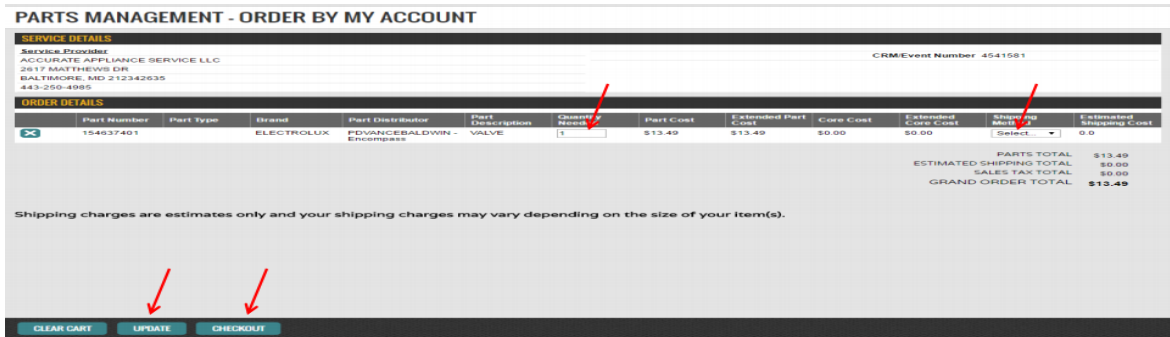 PARTS MANAGEMENT - ORDER BY MY ACCOUNT
SERVICE DETAILS
Service Provider
ACCURATE APPLIANCE SERVICE LLC
2617 MATTHEWS DR
BALTIMORE, MD 212342635
443-250-4985
CRM/Event Number 4541581
ORDER DETAILS
Part Number Part Type Brand Part Distributor Part Description Quantity Needed Part Cost Extended Part Cost Core Cost Extended Core Cost Shipping Method Estimated Shipping Cost
154637401 ELECTROLUX PDVANCEBALDWIN - Encompass VALVE 1 $13.49 $13.49 $0.00 $0.00 Select... 0.0
PARTS TOTAL $13.49
ESTIMATED SHIPPING TOTAL $0.00
SALES TAX TOTAL $0.00
GRAND ORDER TOTAL $13.49
Shipping charges are estimates only and your shipping charges may vary depending on the size of your item(s).
CLEAR CART UPDATE CHECKOUT